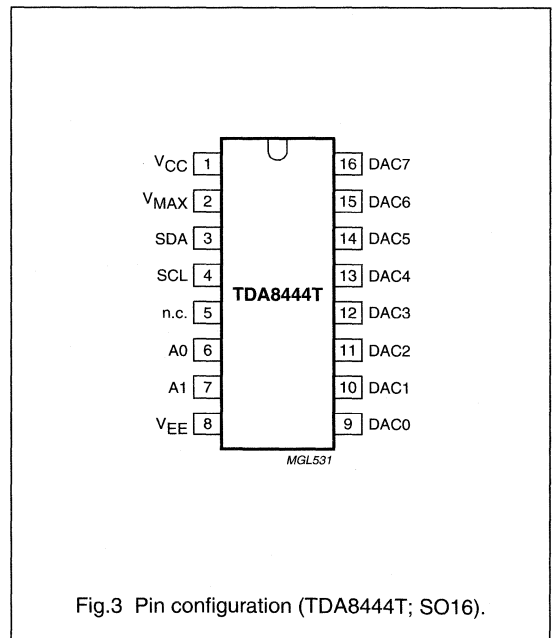 VCC 1 16 DAC7
VMAX 2 15 DAC6
SDA 3 14 DAC5
SCL 4 13 DAC4
TDA8444T
n.c. 5 12 DAC3
A0 6 11 DAC2
A1 7 10 DAC1
VEE 8 9 DAC0
MGL531
Fig.3 Pin configuration (TDA8444T; SO16).